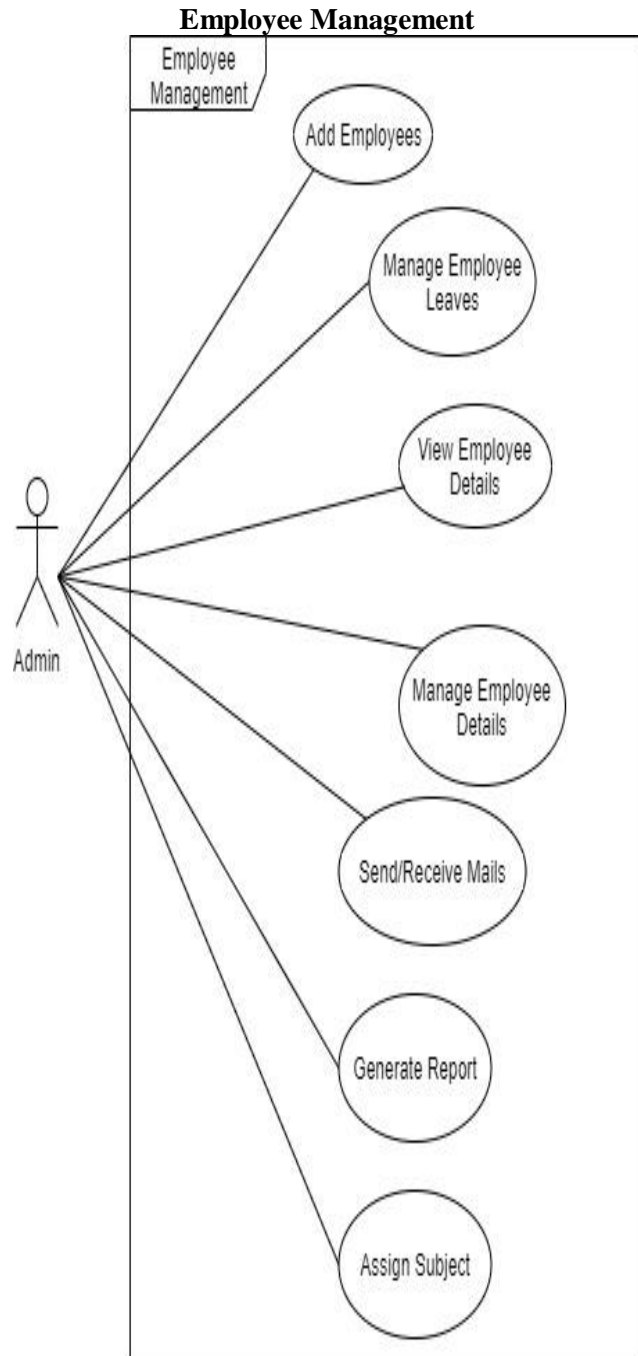 Employee Management
Employee
Management
Add Employees
Manage Employee
Leaves
View Employee
Details
Admin
Manage Employee
Details
Send/Receive Mails
Generate Report
Assign Subject